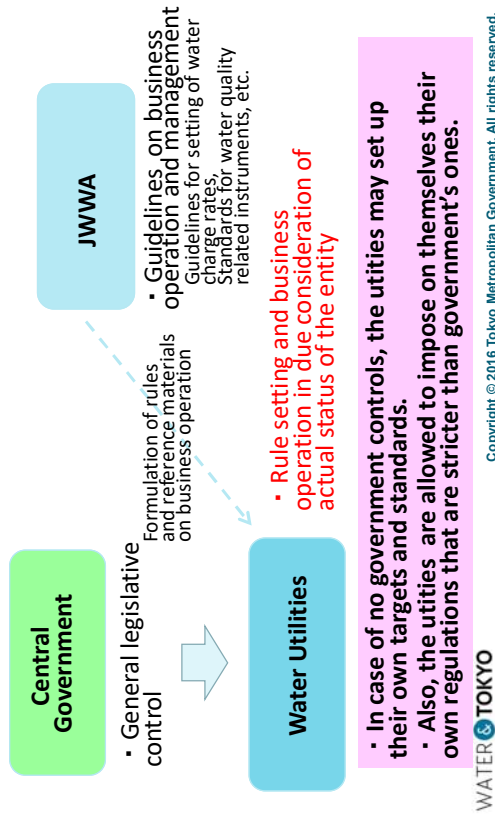 Central
Government
・General legislative
control
JWWA
・Guidelines on business
operation and management
Guidelines for setting of water
charge rates,
Standards for water quality
related instruments, etc.
Formulation of rules
and reference materials
on business operation
Water Utilities
・Rule setting and business
operation in due consideration of
actual status of the entity
・In case of no government controls, the utities may set up
their own targets and standards.
・Also, the utities are allowed to impose on themselves their
own regulations that are stricter than government’s ones.
WATER & TOKYO
Copyright © 2016 Tokyo Metropolitan Government. All rights reserved.